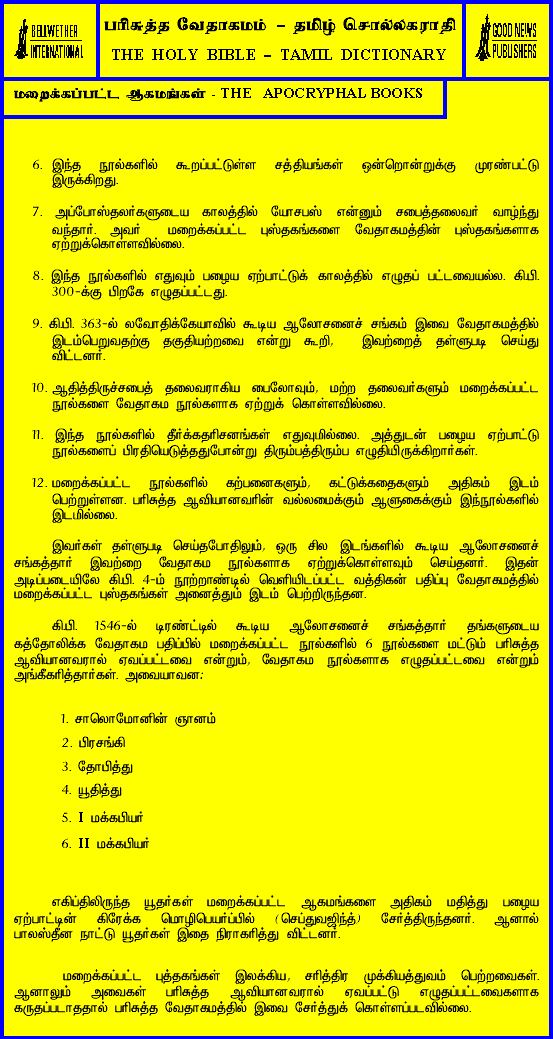 BELLWETHER
INTERNATIONAL
பரிசுத்த வேதாகமம் – தமிழ் சொல்லகராதி
THE HOLY BIBLE – TAMIL DICTIONARY
GOOD NEWS
PUBLISHERS
மறைக்கப்பட்ட ஆகமங்கள் - THE APOCRYPHAL BOOKS
6. இந்த நூல்களில் கூறப்பட்டுள்ள சத்தியங்கள் ஒன்றொன்றுக்கு முரண்பட்டு
இருக்கிறது.
7. அப்போஸ்தலர்களுடைய காலத்தில் யோசபஸ் என்னும் சபைத்தலைவர் வாழ்ந்து
வந்தார். அவர் மறைக்கப்பட்ட புஸ்தகங்களை வேதாகமத்தின் புஸ்தகங்களாக
ஏற்றுக்கொள்ளவில்லை.
8. இந்த நூல்களில் எதுவும் பழைய ஏற்பாட்டுக் காலத்தில் எழுதப் பட்டவையல்ல. கி.பி.
300-க்கு பிறகே எழுதப்பட்டது.
9. கி.பி. 363-ல் லவோதிக்கேயாவில் கூடிய ஆலோசனைச் சங்கம் இவை வேதாகமத்தில்
இடம்பெறுவதற்கு தகுதியற்றவை என்று கூறி, இவற்றைத் தள்ளுபடி செய்து
விட்டனர்.
10. ஆதித்திருச்சபைத் தலைவராகிய பைலோவும், மற்ற தலைவர்களும் மறைக்கப்பட்ட
நூல்களை வேதாகம நூல்களாக ஏற்றுக் கொள்ளவில்லை.
11. இந்த நூல்களில் தீர்க்கதரிசனங்கள் எதுவுமில்லை. அத்துடன் பழைய ஏற்பாட்டு
நூல்களைப் பிரதியெடுத்ததுபோன்று திரும்பத்திரும்ப எழுதியிருக்கிறார்கள்.
12. மறைக்கப்பட்ட நூல்களில் கற்பனைகளும், கட்டுக்கதைகளும் அதிகம் இடம்
பெற்றுள்ளன. பரிசுத்த ஆவியானவரின் வல்லமைக்கும் ஆளுகைக்கும் இந்நூல்களில்
இடமில்லை.
இவர்கள் தள்ளுபடி செய்தபோதிலும், ஒரு சில இடங்களில் கூடிய ஆலோசனைச்
சங்கத்தார் இவற்றை வேதாகம நூல்களாக ஏற்றுக்கொள்ளவும் செய்தனர். இதன்
அடிப்படையிலே கி.பி. 4-ம் நூற்றாண்டில் வெளியிடப்பட்ட வத்திகன் பதிப்பு வேதாகமத்தில்
மறைக்கப்பட்ட புஸ்தகங்கள் அனைத்தும் இடம் பெற்றிருந்தன.
கி.பி. 1546-ல் டிரண்ட்டில் கூடிய ஆலோசனைச் சங்கத்தார் தங்களுடைய
கத்தோலிக்க வேதாகம பதிப்பில் மறைக்கப்பட்ட நூல்களில் 6 நூல்களை மட்டும் பரிசுத்த
ஆவியானவரால் ஏவப்பட்டவை என்றும், வேதாகம நூல்களாக எழுதப்பட்டவை என்றும்
அங்கீகரித்தார்கள். அவையாவன:
1. சாலொமோனின் ஞானம்
2. பிரசங்கி
3. தோபித்து
4. யூதித்து
5. I மக்கபியர்
6. II மக்கபியர்
எகிப்திலிருந்த யூதர்கள் மறைக்கப்பட்ட ஆகமங்களை அதிகம் மதித்து பழைய
ஏற்பாட்டின் கிரேக்க மொழிபெயர்ப்பில் (செப்துவஜிந்த்) சேர்த்திருந்தனர். ஆனால்
பாலஸ்தீன நாட்டு யூதர்கள் இதை நிராகரித்து விட்டனர்.
மறைக்கப்பட்ட புத்தகங்கள் இலக்கிய, சரித்திர முக்கியத்துவம் பெற்றவைகள்.
ஆனாலும் அவைகள் பரிசுத்த ஆவியானவரால் ஏவப்பட்டு எழுதப்பட்டவைகளாக
கருதப்படாததால் பரிசுத்த வேதாகமத்தில் இவை சேர்த்துக் கொள்ளப்படவில்லை.